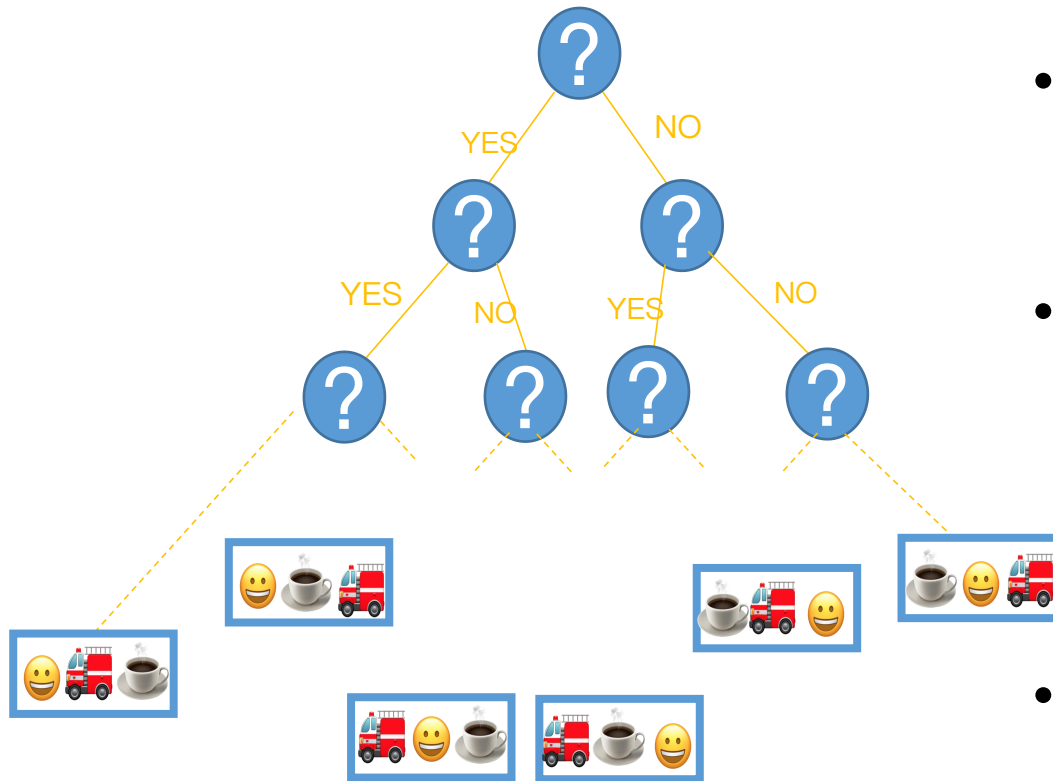 ?
YES NO
? ?
YES NO YES NO
? ? ? ?